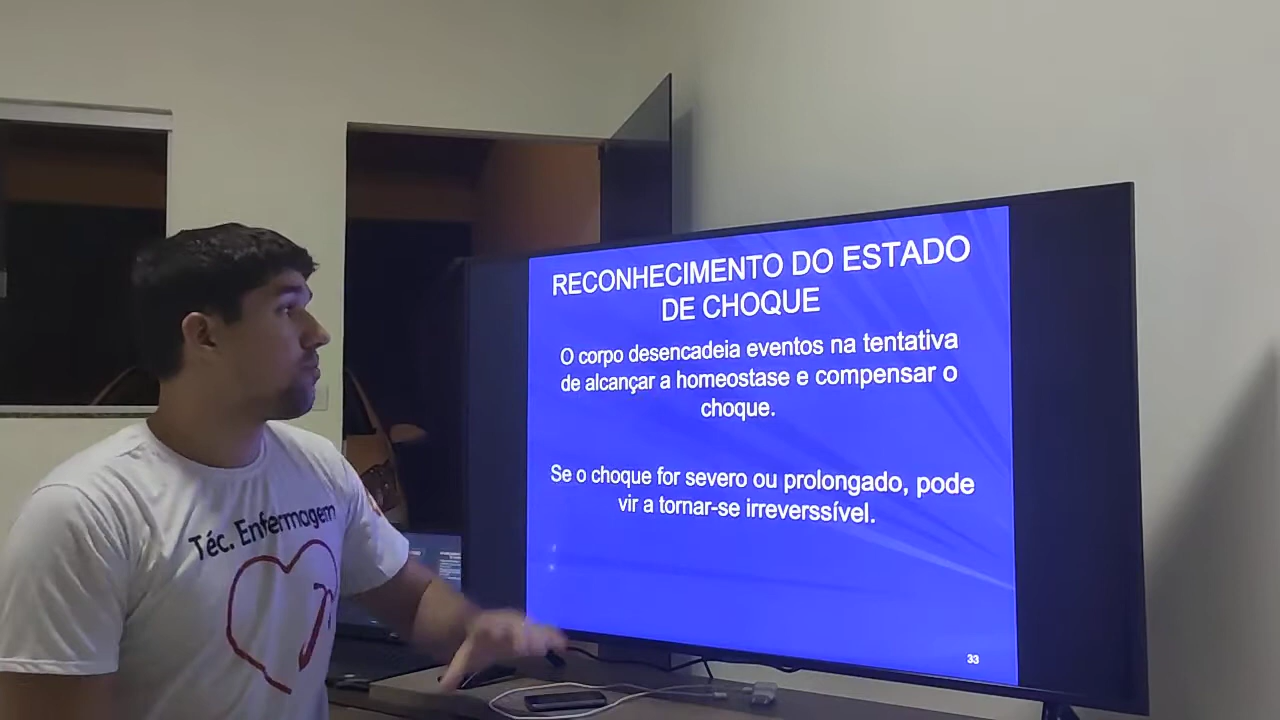 RECONHECIMENTO DO ESTADO
DE CHOQUE
O corpo desencadeia eventos na tentativa
de alcançar a homeostase e compensar o
choque.
Se o choque for severo ou prolongado, pode
vir a tornar-se irreverssível.
33
Téc. Enfermagem